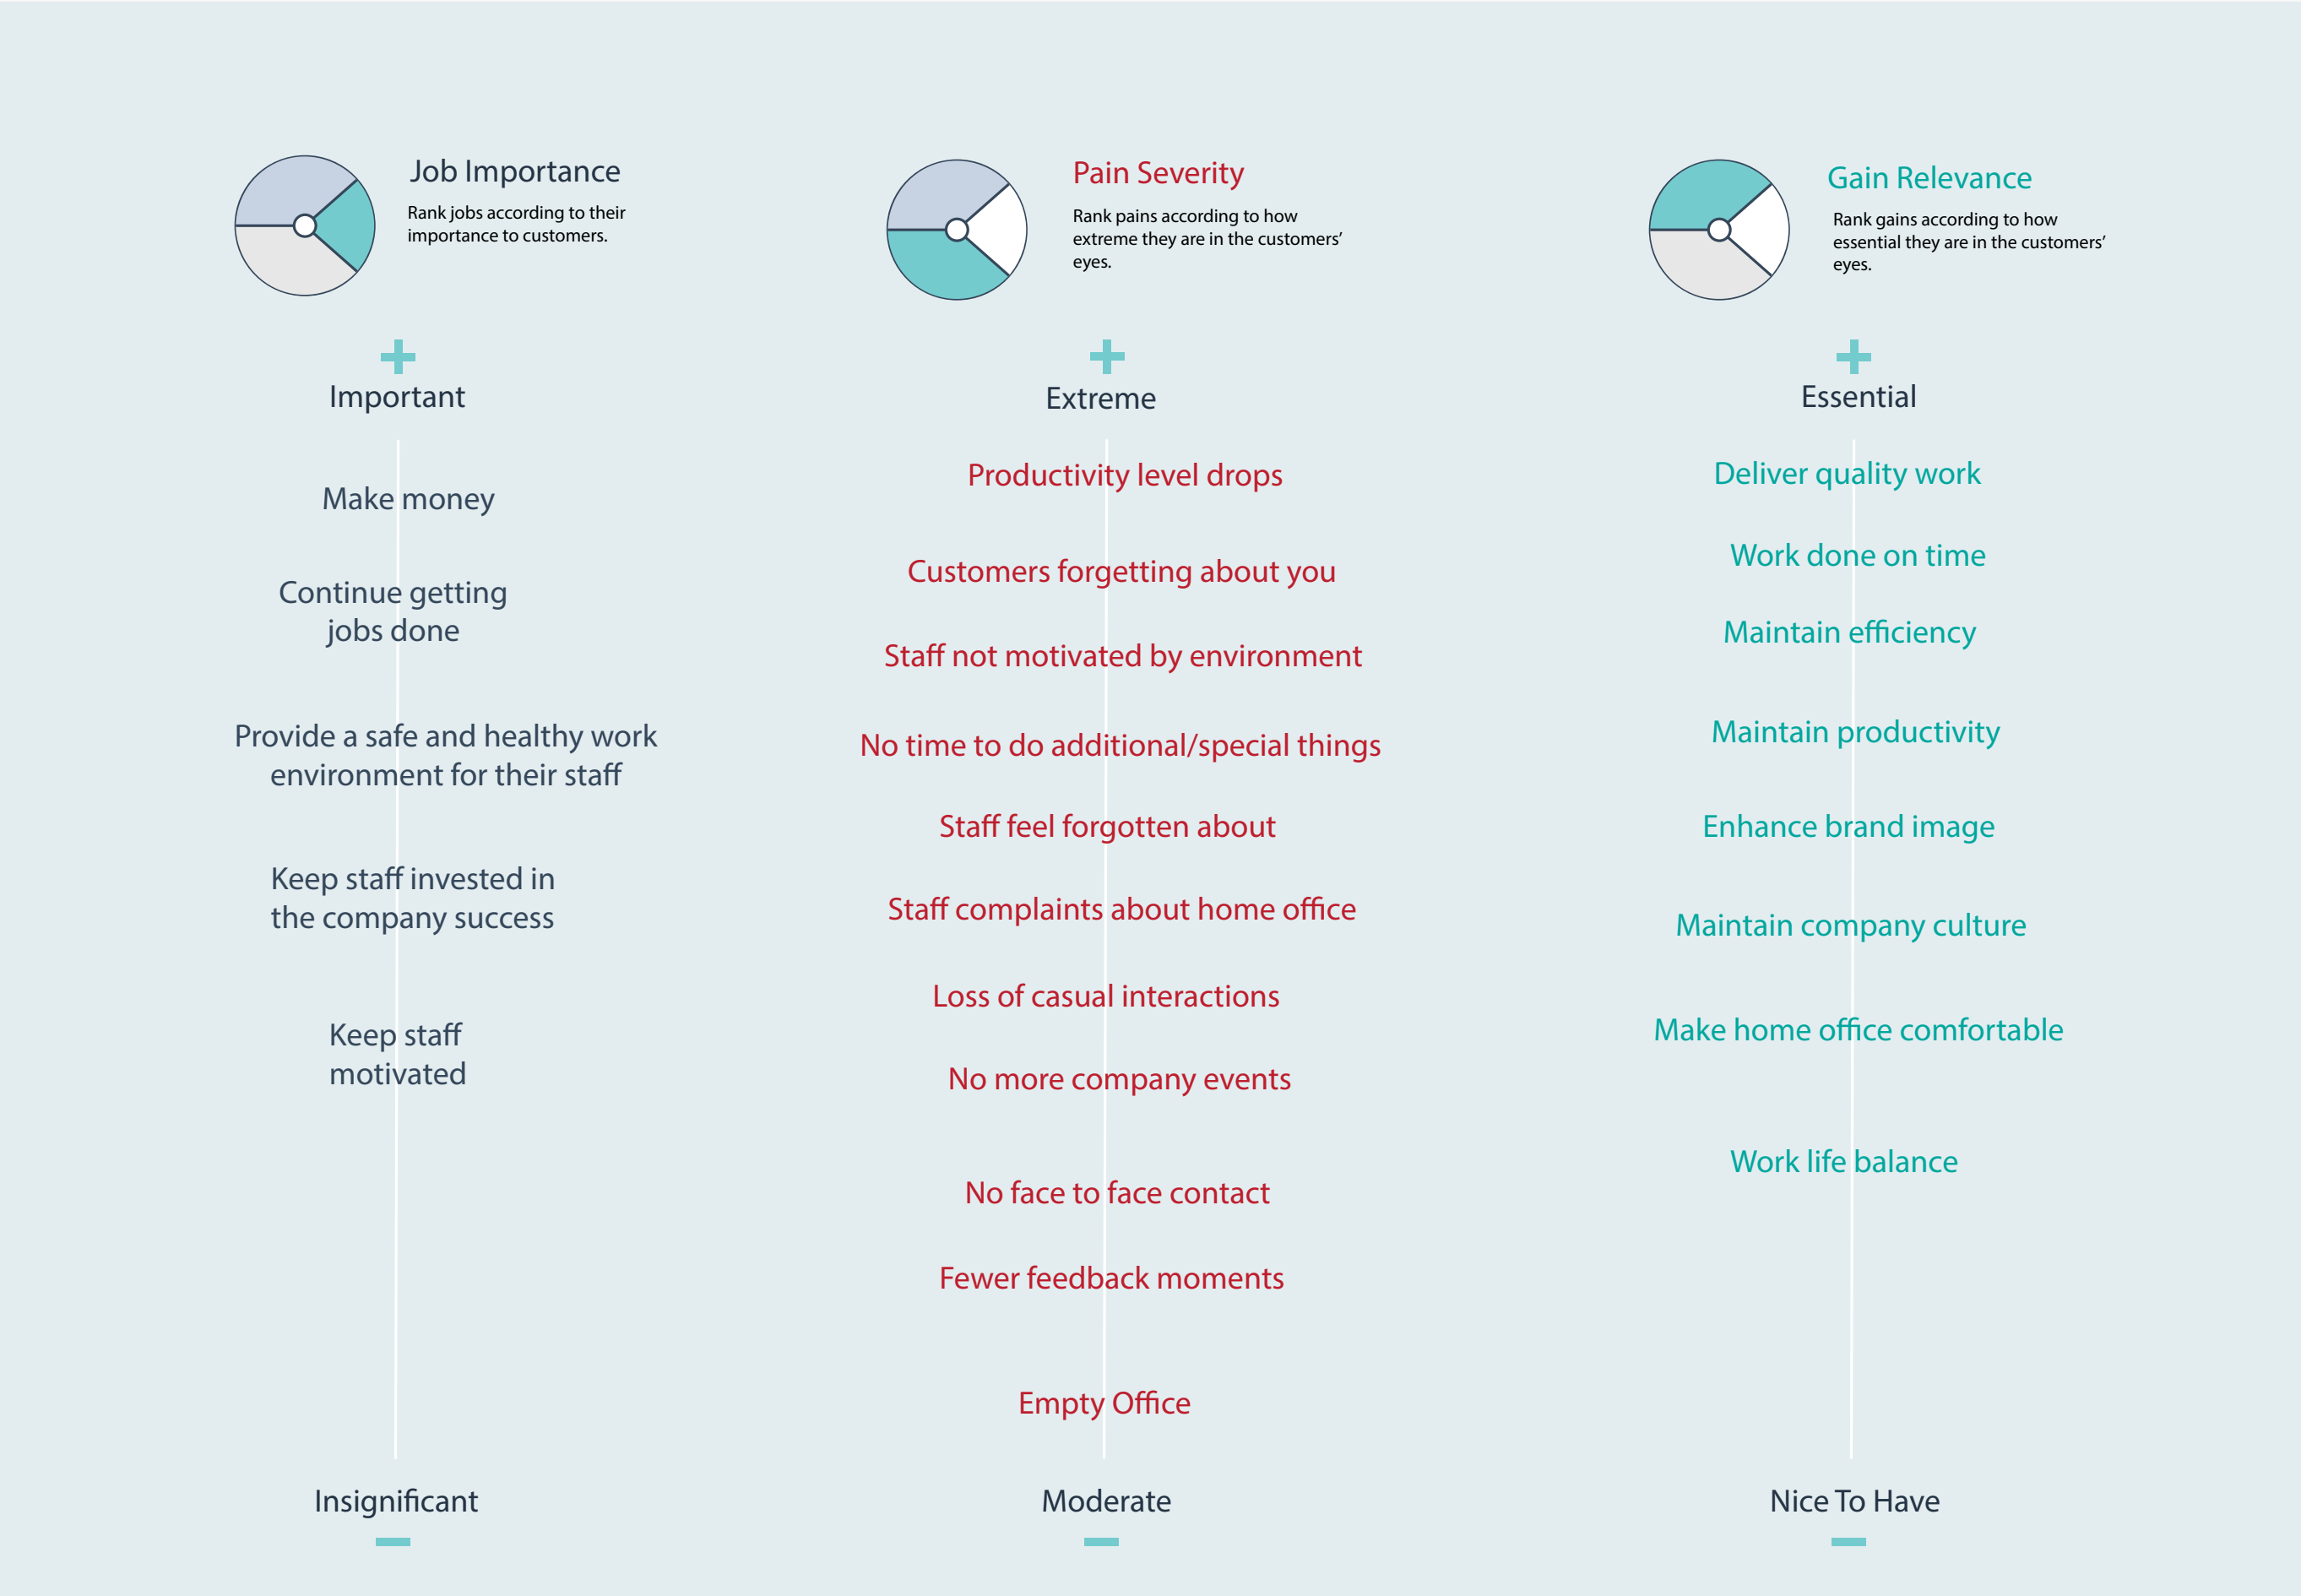 Job Importance
Rank jobs according to their
importance to customers.
+
Important
Make money
Continue getting
jobs done
Provide a safe and healthy work
environment for their staff
Keep staff invested in
the company success
Keep staff
motivated
Insignificant
Pain Severity
Rank pains according to how
extreme they are in the customers’
eyes.
+
Extreme
Productivity level drops
Customers forgetting about you
Staff not motivated by environment
No time to do additional/special things
Staff feel forgotten about
Staff complaints about home office
Loss of casual interactions
No more company events
No face to face contact
Fewer feedback moments
Empty Office
Moderate
Gain Relevance
Rank gains according to how
essential they are in the customers’
eyes.
+
Essential
Deliver quality work
Work done on time
Maintain efficiency
Maintain productivity
Enhance brand image
Maintain company culture
Make home office comfortable
Work life balance
Nice To Have